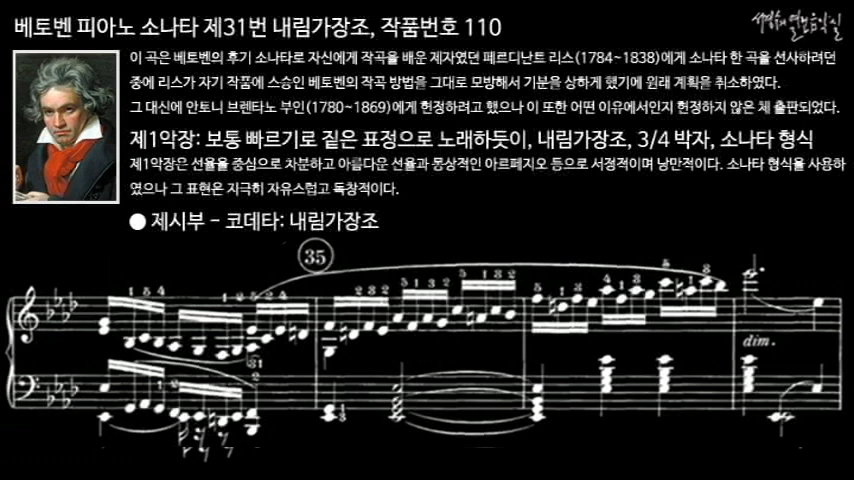 베토벤 피아노 소나타 제31번 내림가장조, 작품번호 110
서영화의 열린음악실
이 곡은 베토벤의 후기 소나타로 자신에게 작곡을 배운 제자였던 페르디난트 리스(1784~1838)에게 소나타 한 곡을 선사하려던
중에 리스가 자기 작품에 스승인 베토벤의 작곡 방법을 그대로 모방해서 기분을 상하게 했기에 원래 계획을 취소하였다.
그 대신에 안토니 브렌타노 부인(1780~1869)에게 헌정하려고 했으나 이 또한 어떤 이유에서인지 헌정하지 않은 체 출판되었다.
제1악장: 보통 빠르기로 짙은 표정으로 노래하듯이, 내림가장조, 3/4 박자, 소나타 형식
제1악장은 선율을 중심으로 차분하고 아름다운 선율과 통상적인 아르페지오 등으로 서정적이며 낭만적이다. 소나타 형식을 사용하
였으나 그 표현은 지극히 자유스럽고 독창적이다.
● 제시부 - 코데타: 내림가장조
35
dim.